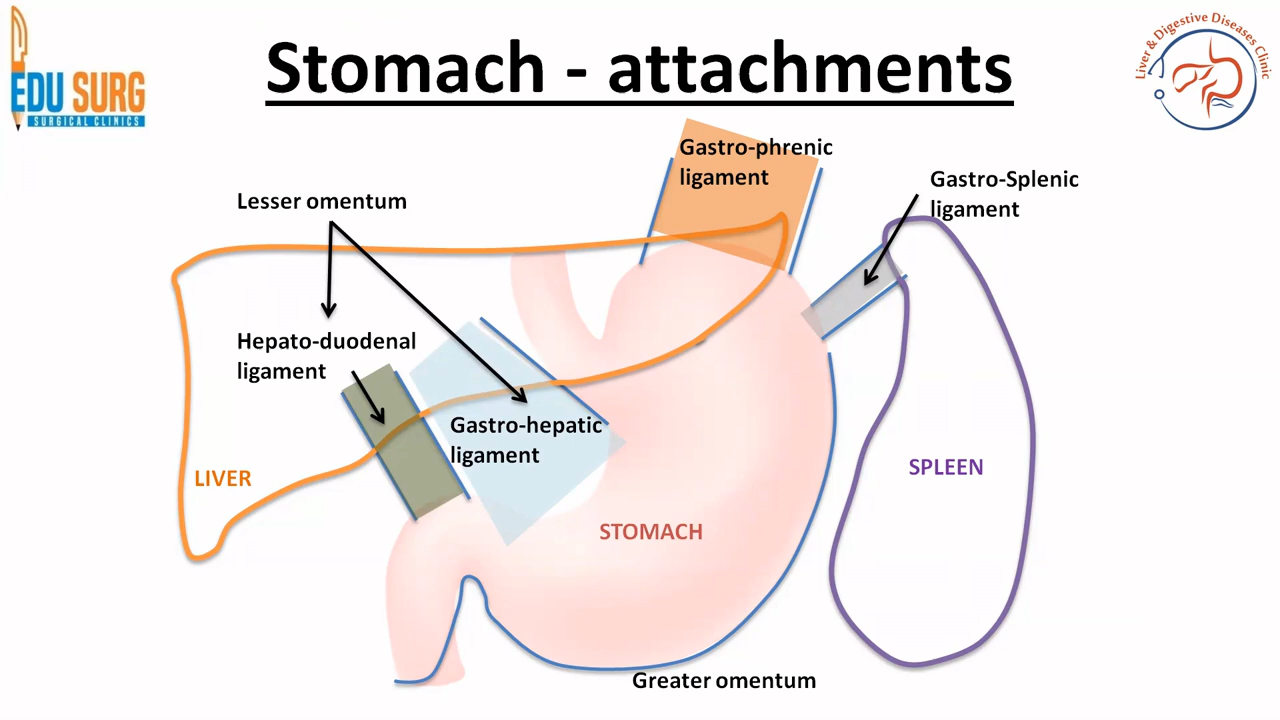 Stomach - attachments
EDU SURG
SURGICAL CLINICS
Liver & Digestive Diseases Clinic
Gastro-phrenic
ligament
Gastro-Splenic
ligament
Lesser omentum
Hepato-duodenal
ligament
Gastro-hepatic
ligament
LIVER
SPLEEN
STOMACH
Greater omentum